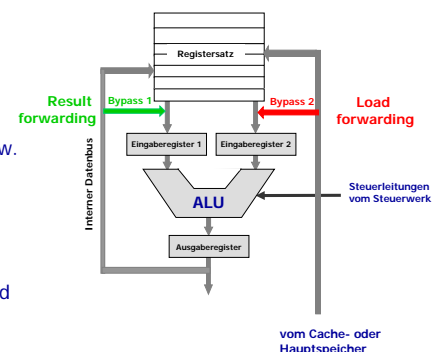 Registersatz
Result
forwarding
Bypass 1
Bypass 2
Load
forwarding
w.
Eingaberegister 1
Eingaberegister 2
Interner Datenbus
ALU
Steuerleitungen
vom Steuerwerk
Ausgaberegister
d
vom Cache- oder
Hauptspeicher